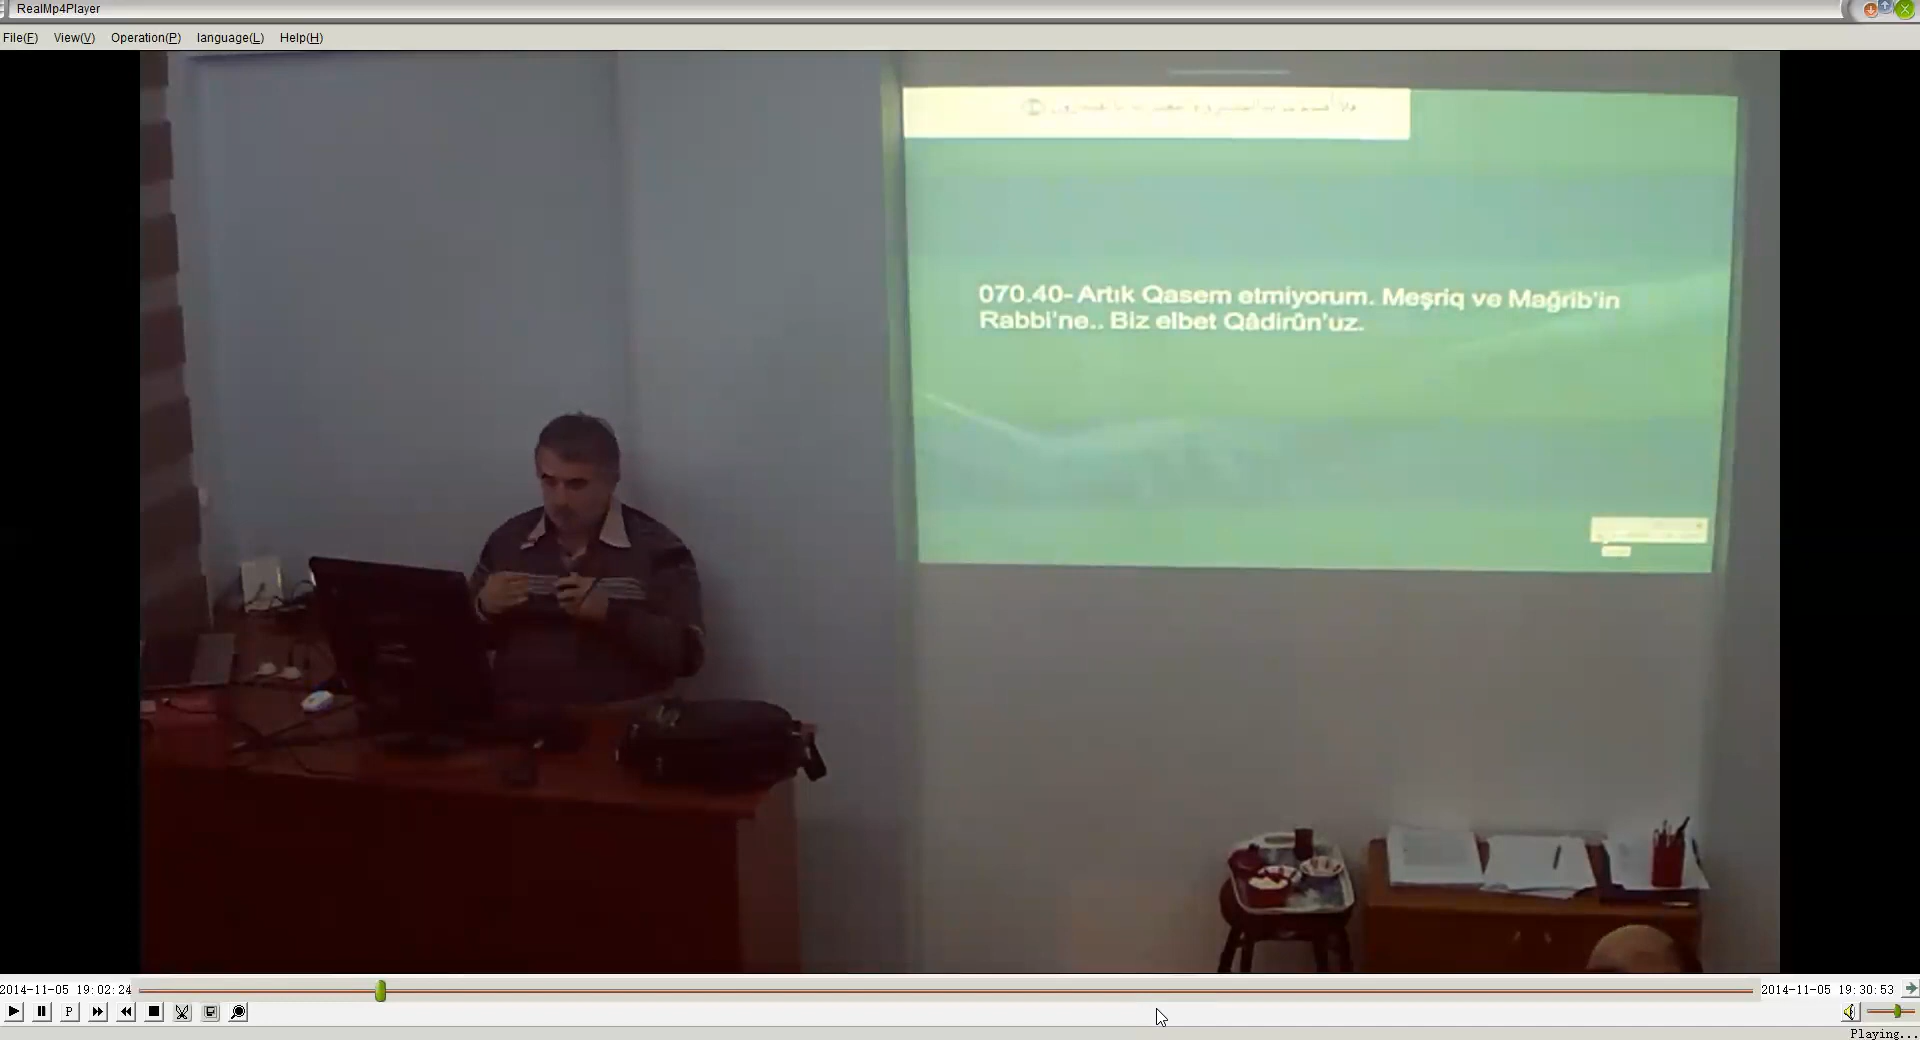 RealMp4Player
File(F) View(V) Operation(P) language(L) Help(H)
070.40- Artık Qasem etmiyorum. Meşriq ve Mağrib'in
Rabbi'ne.. Biz elbet Qâdirûn'uz.
2014-11-05 19:02:24
2014-11-05 19:30:53
P
Playing...